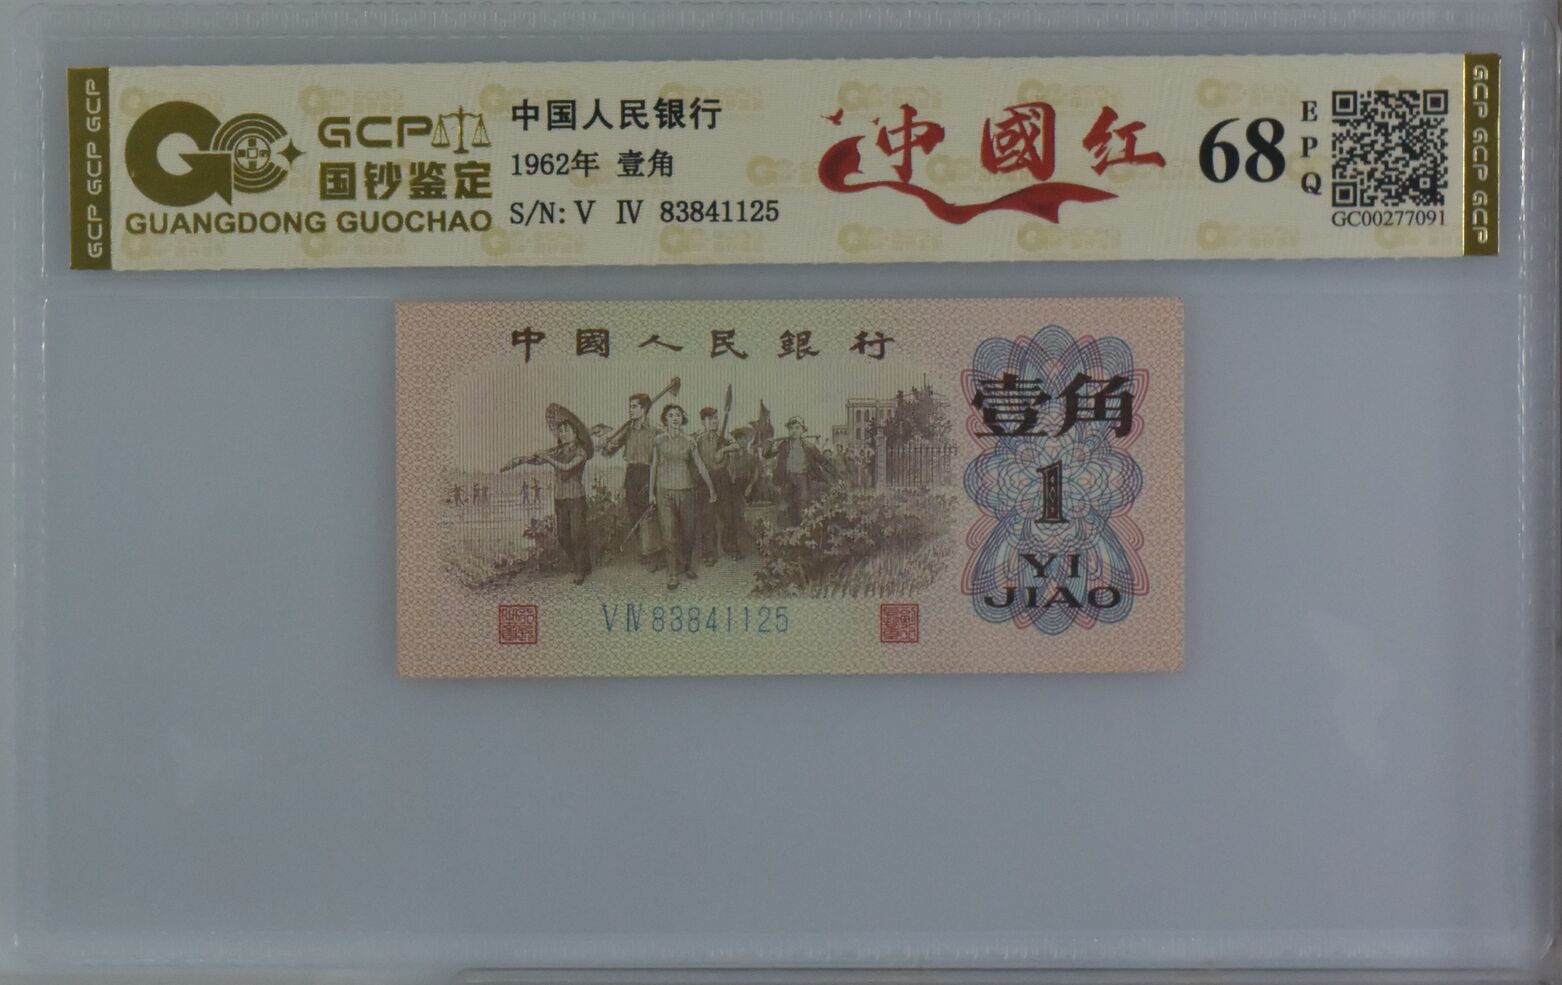 GCP GCP GCP
GCP
国钞鉴定
GUANGDONG GUOCHAO
中国人民银行
1962年 壹角
S/N: V IV 83841125
中國红
68
EPQ
GC00277091
GCP GCP GCP
中國人民銀行
壹角
1
YI
JIAO
V IV 83841125